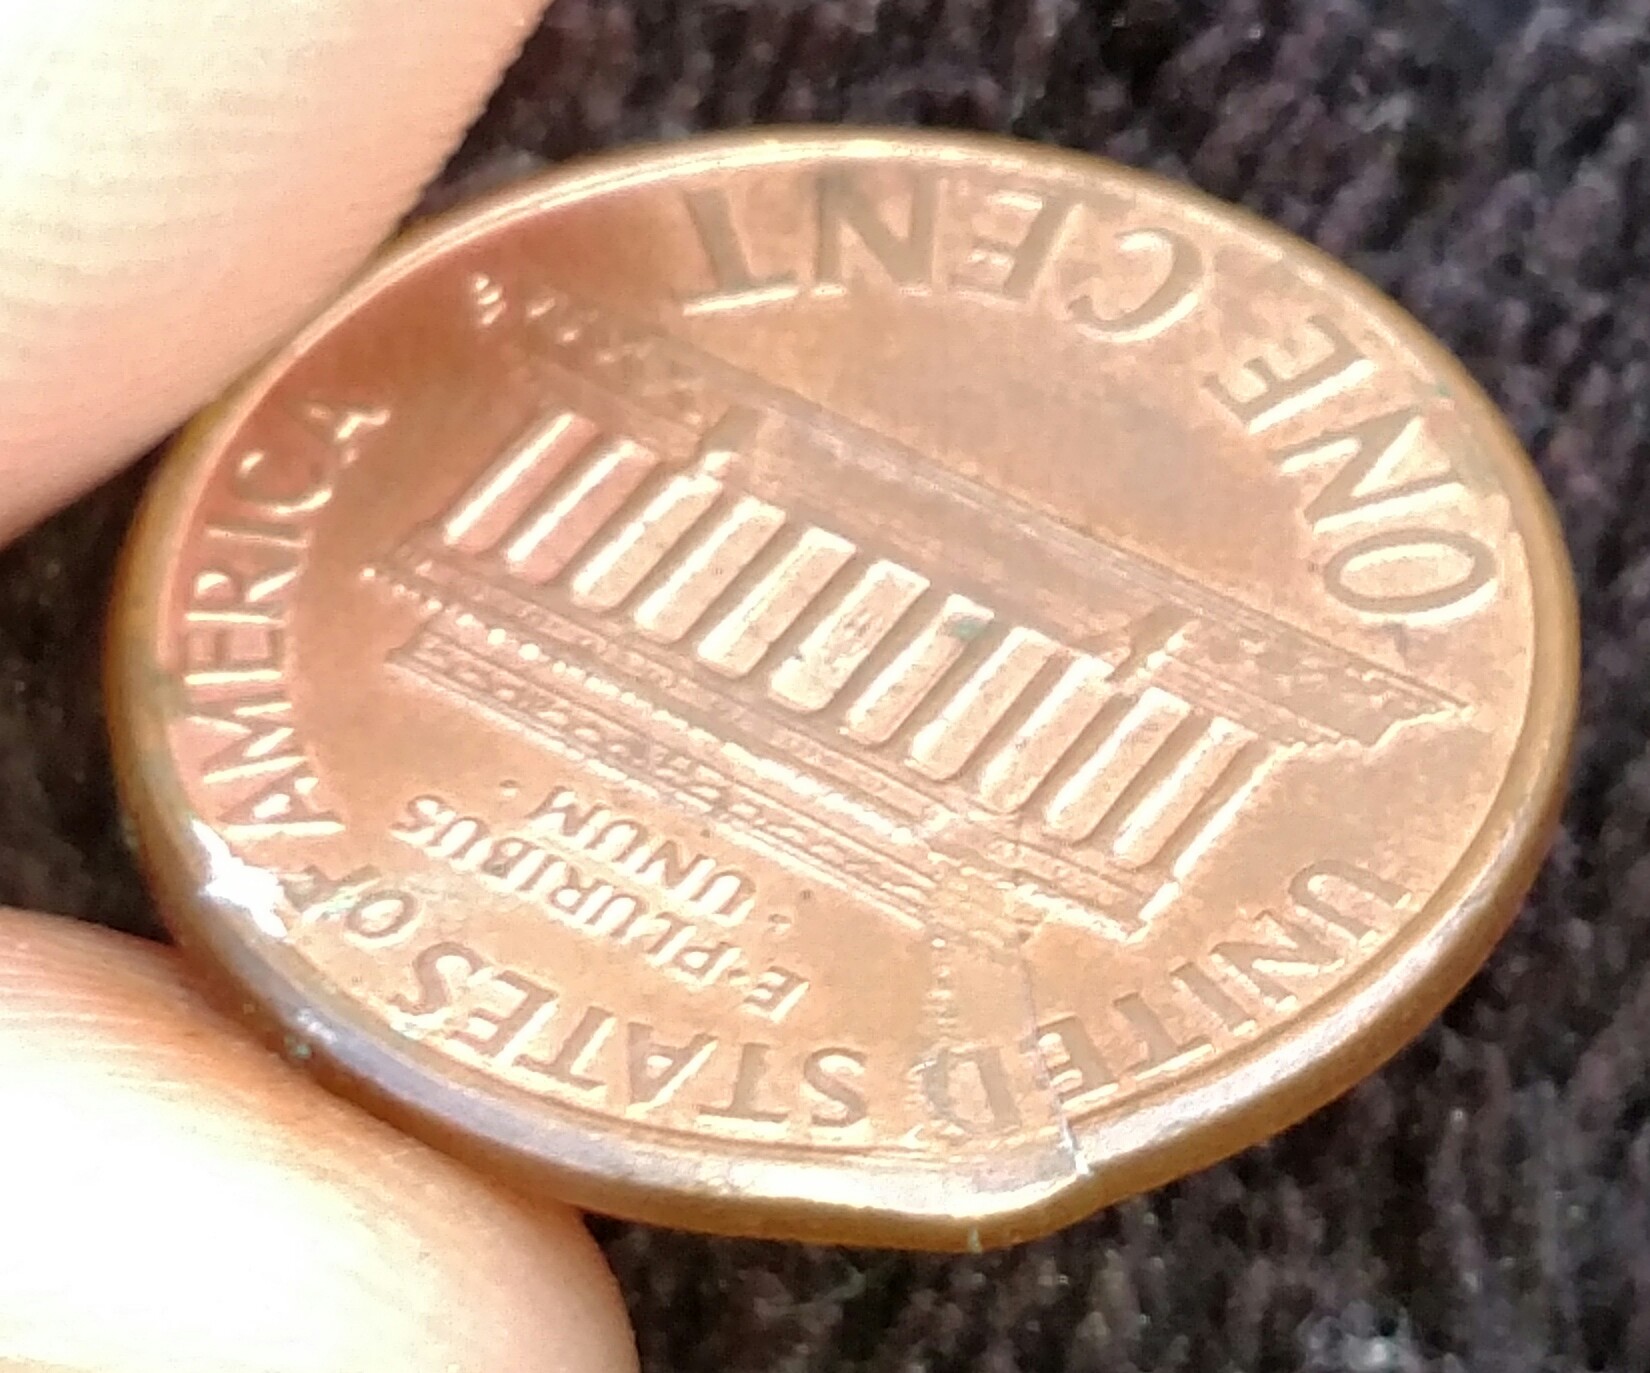 UNITED STATES OF AMERICA
E·PLURIBUS
UNUM
ONE CENT